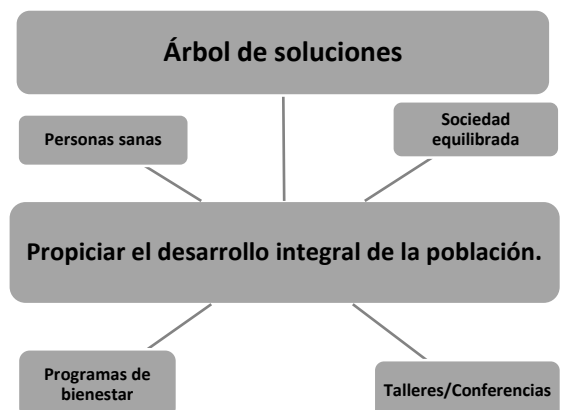 Árbol de soluciones
Personas sanas
Sociedad
equilibrada
Propiciar el desarrollo integral de la población.
Programas de
bienestar
Talleres/Conferencias